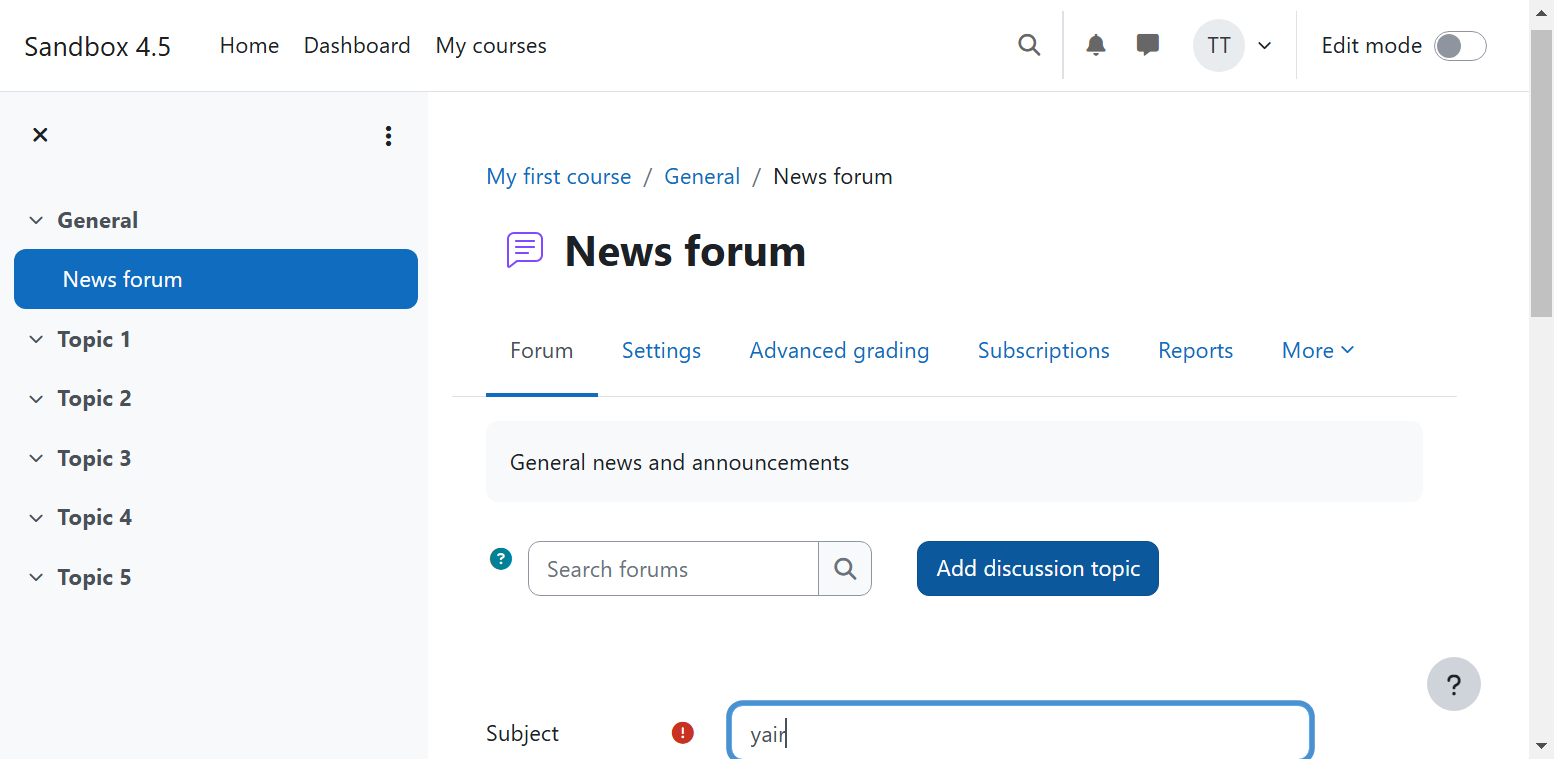 Sandbox 4.5 Home Dashboard My courses TT Edit mode
General
News forum
Topic 1
Topic 2
Topic 3
Topic 4
Topic 5
My first course / General / News forum
News forum
Forum Settings Advanced grading Subscriptions Reports More
General news and announcements
? Search forums Add discussion topic
?
Subject ! yair